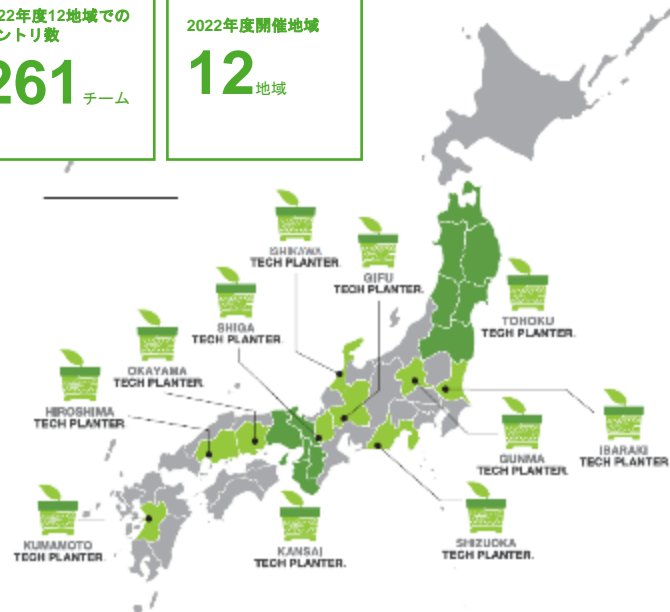 22年度12地域での
ントリ数
261チーム
2022年度開催地域
12地域
ISHIKAWA
TECH PLANTER.
GIFU
TECH PLANTER.
SHIGA
TECH PLANTER.
TOHOKU
TECH PLANTER.
OKAYAMA
TECH PLANTER.
HIROSHIMA
TECH PLANTER
IBARAKI
TECH PLANTER
GUNMA
TECH PLANTER.
KUMAMOTO
TECH PLANTER.
KANSAI
TECH PLANTER.
SHIZUOKA
TECH PLANTER.